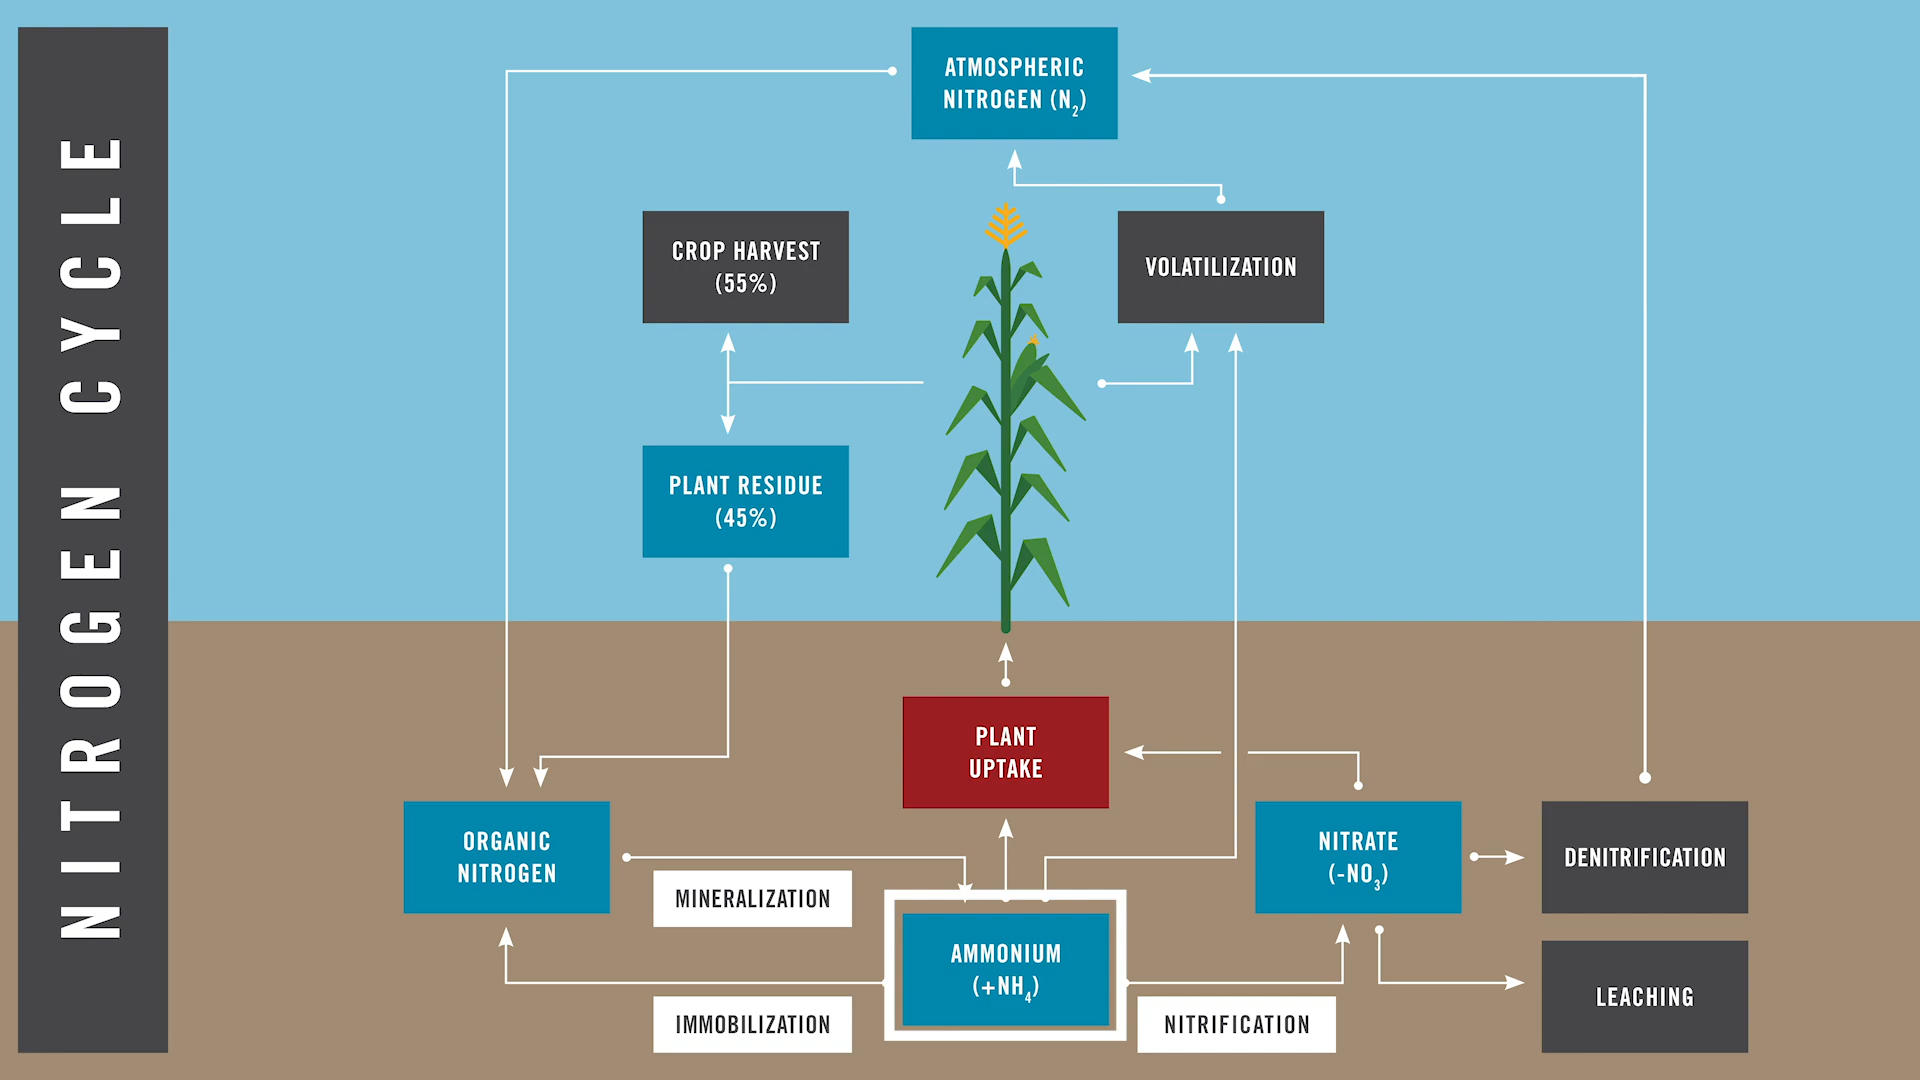 NITROGEN CYCLE
ATMOSPHERIC
NITROGEN (N₂)
CROP HARVEST
(55%)
VOLATILIZATION
PLANT RESIDUE
(45%)
PLANT
UPTAKE
ORGANIC
NITROGEN
MINERALIZATION
IMMOBILIZATION
AMMONIUM
(+NH₄)
NITRIFICATION
NITRATE
(-NO₃)
DENITRIFICATION
LEACHING